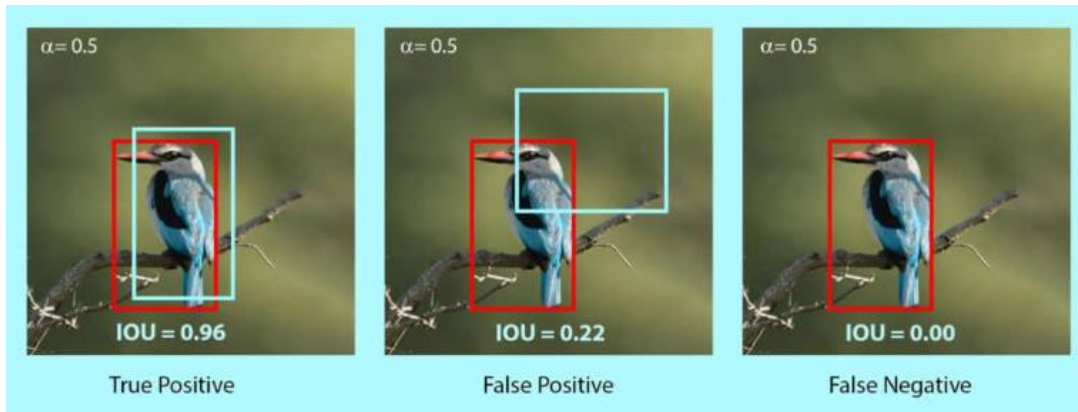 α= 0.5
IOU = 0.96
True Positive
α= 0.5
IOU = 0.22
False Positive
α= 0.5
IOU = 0.00
False Negative